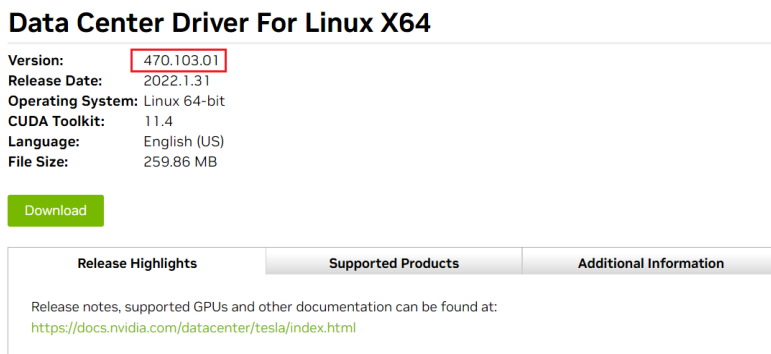 Data Center Driver For Linux X64
Version: 470.103.01
Release Date: 2022.1.31
Operating System: Linux 64-bit
CUDA Toolkit: 11.4
Language: English (US)
File Size: 259.86 MB
Download
Release Highlights Supported Products Additional Information
Release notes, supported GPUs and other documentation can be found at:
https://docs.nvidia.com/datacenter/tesla/index.html